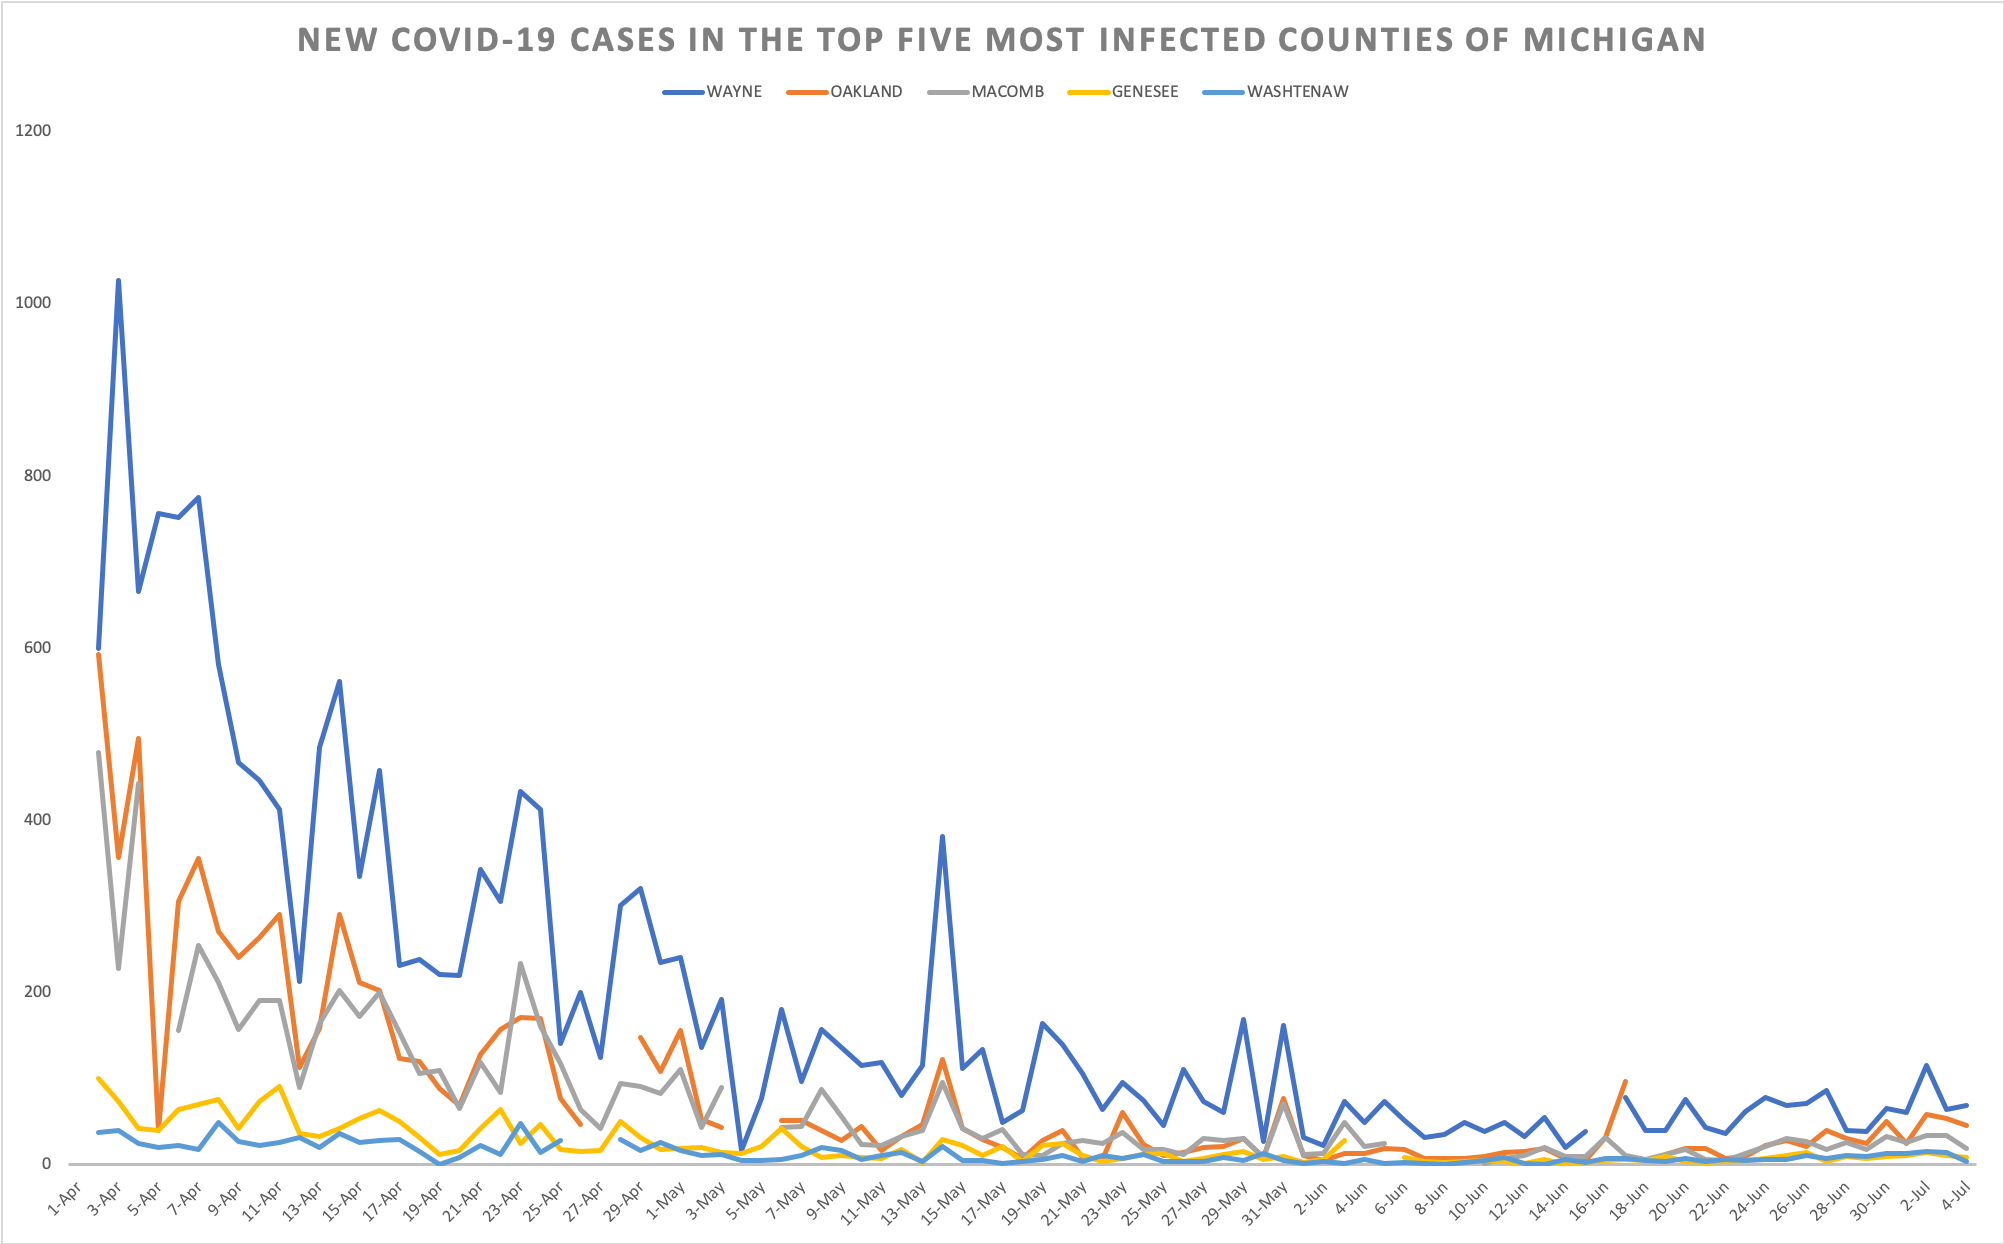 NEW COVID-19 CASES IN THE TOP FIVE MOST INFECTED COUNTIES OF MICHIGAN
WAYNE OAKLAND MACOMB GENESEE WASHTENAW
1200
1000
800
600
400
200
0
1-Apr 3-Apr 5-Apr 7-Apr 9-Apr 11-Apr 13-Apr 15-Apr 17-Apr 19-Apr 21-Apr 23-Apr 25-Apr 27-Apr 29-Apr 1-May 3-May 5-May 7-May 9-May 11-May 13-May 15-May 17-May 19-May 21-May 23-May 25-May 27-May 29-May 31-May 2-Jun 4-Jun 6-Jun 8-Jun 10-Jun 12-Jun 14-Jun 16-Jun 18-Jun 20-Jun 22-Jun 24-Jun 26-Jun 28-Jun 30-Jun 2-Jul 4-Jul